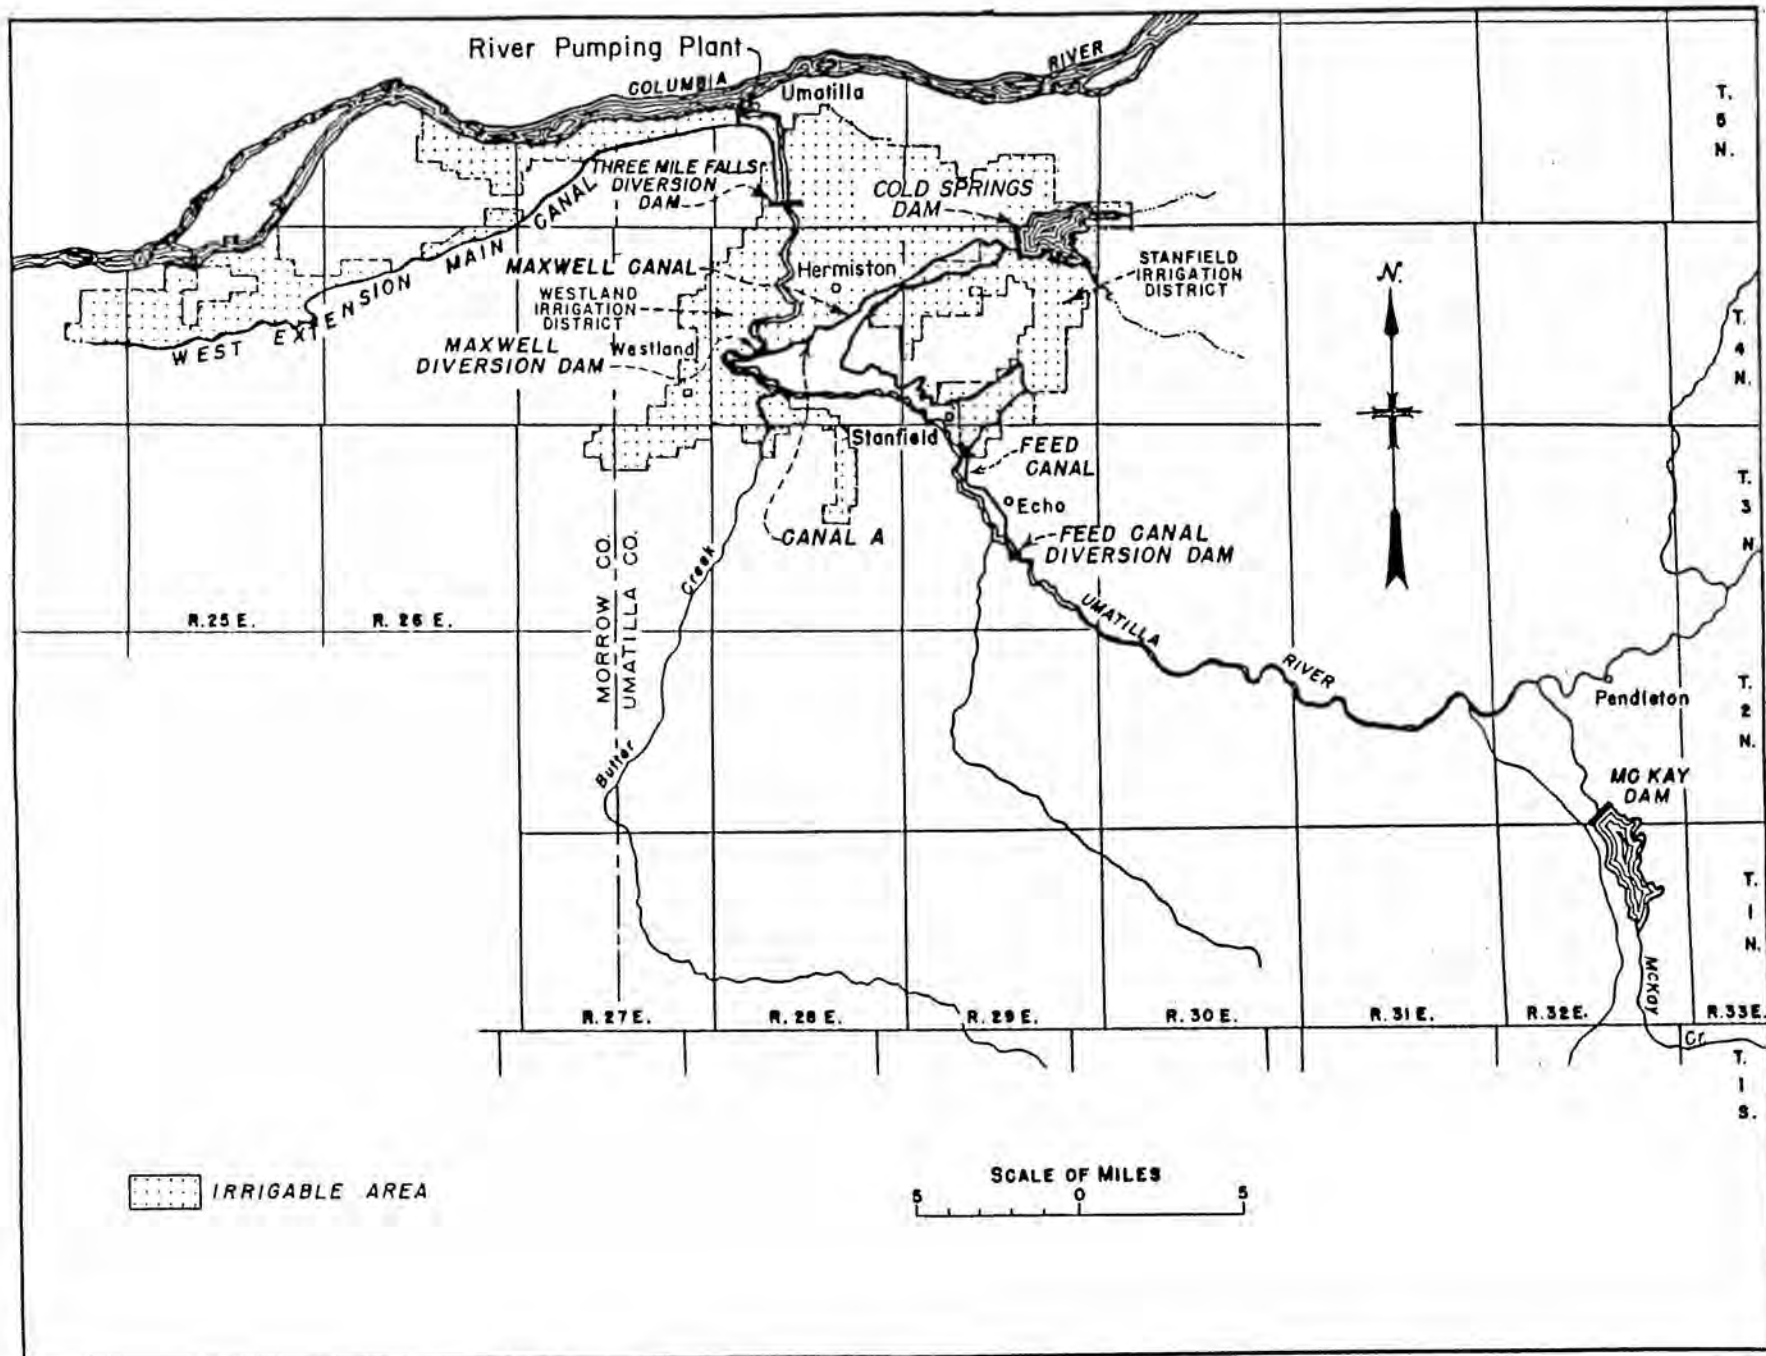 River Pumping Plant
COLUMBIA
RIVER
Umatilla
T.
5
N.
THREE MILE FALLS
DIVERSION
DAM
COLD SPRINGS
DAM
WEST EXTENSION MAIN CANAL
MAXWELL CANAL
Hermiston
STANFIELD
IRRIGATION
DISTRICT
N.
WESTLAND
IRRIGATION
DISTRICT
MAXWELL
DIVERSION DAM
Westland
T.
4
N.
Stanfield
FEED
CANAL
T.
3
N
Echo
CANAL A
FEED CANAL
DIVERSION DAM
MORROW CO.
UMATILLA CO.
Butter Creek
R.25 E.
R.26 E.
UMATILLA
RIVER
Pendleton
T.
2
N.
MC KAY
DAM
T.
1
N.
McKay
Cr.
R.27E.
R.28 E.
R.29 E.
R.30 E.
R.31 E.
R.32E.
R.33E.
T.
1
S.
IRRIGABLE AREA
SCALE OF MILES
5 0 5